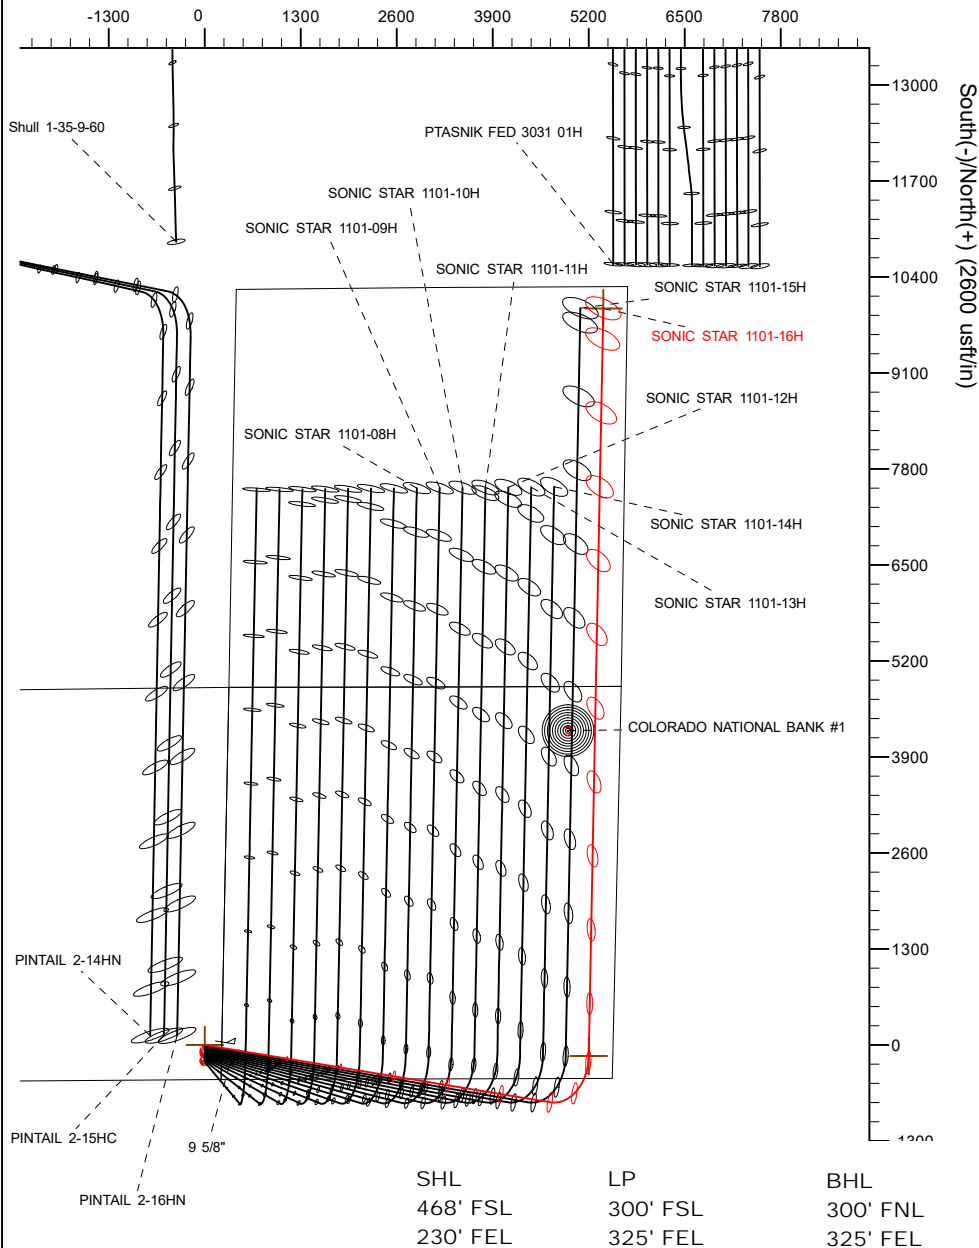 -1300 0 1300 2600 3900 5200 6500 7800
13000
South(-)/North(+) (2600 usft/in)
Shull 1-35-9-60
PTASNIK FED 3031 01H
11700
SONIC STAR 1101-10H
SONIC STAR 1101-09H
SONIC STAR 1101-11H
10400
SONIC STAR 1101-15H
SONIC STAR 1101-16H
9100
SONIC STAR 1101-12H
SONIC STAR 1101-08H
7800
SONIC STAR 1101-14H
6500
SONIC STAR 1101-13H
5200
COLORADO NATIONAL BANK #1
3900
2600
1300
PINTAIL 2-14HN
0
PINTAIL 2-15HC
9 5/8"
-1300
PINTAIL 2-16HN
SHL LP BHL
468' FSL 300' FSL 300' FNL
230' FEL 325' FEL 325' FEL